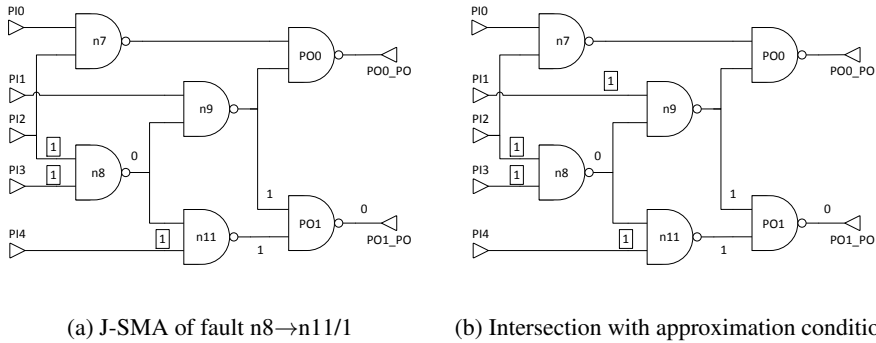 PI0
n7
PO0
PO0_PO
PI1
n9
PI2
1
0
PI3
1
n8
1
0
PI4
1
n11
1
PO1
PO1_PO
(a) J-SMA of fault n8→n11/1
PI0
n7
PO0
PO0_PO
PI1
1
n9
PI2
1
0
PI3
1
n8
1
0
PI4
1
n11
1
PO1
PO1_PO
(b) Intersection with approximation conditio